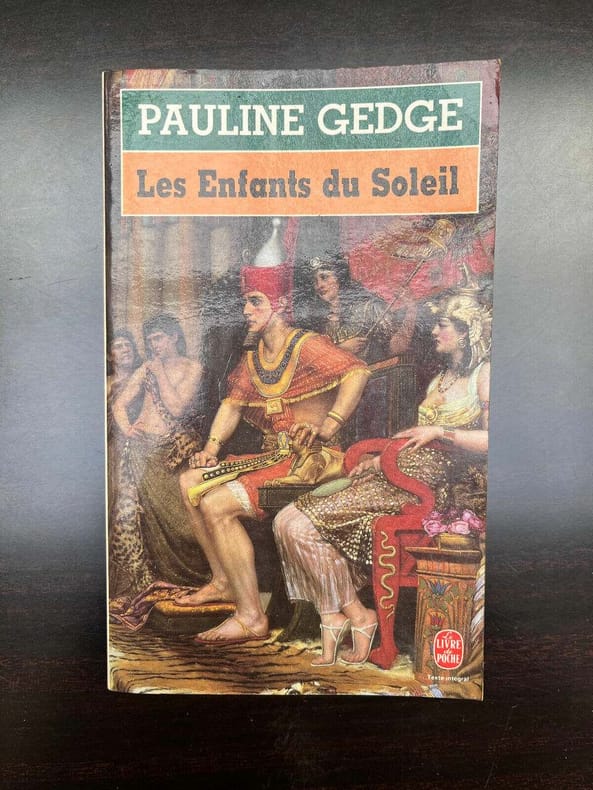 PAULINE GEDGE
Les Enfants du Soleil
Le
LIVRE
de
POCHE
Texte intégral